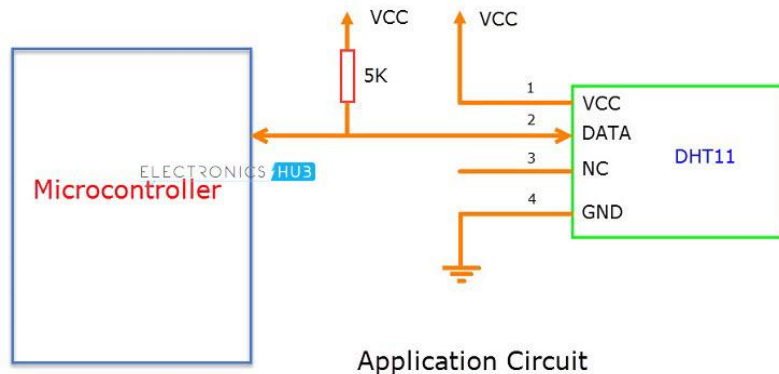 VCC
VCC
5K
1
VCC
2
DATA
DHT11
3
NC
ELECTRONICS HUB
Microcontroller
4
GND
Application Circuit